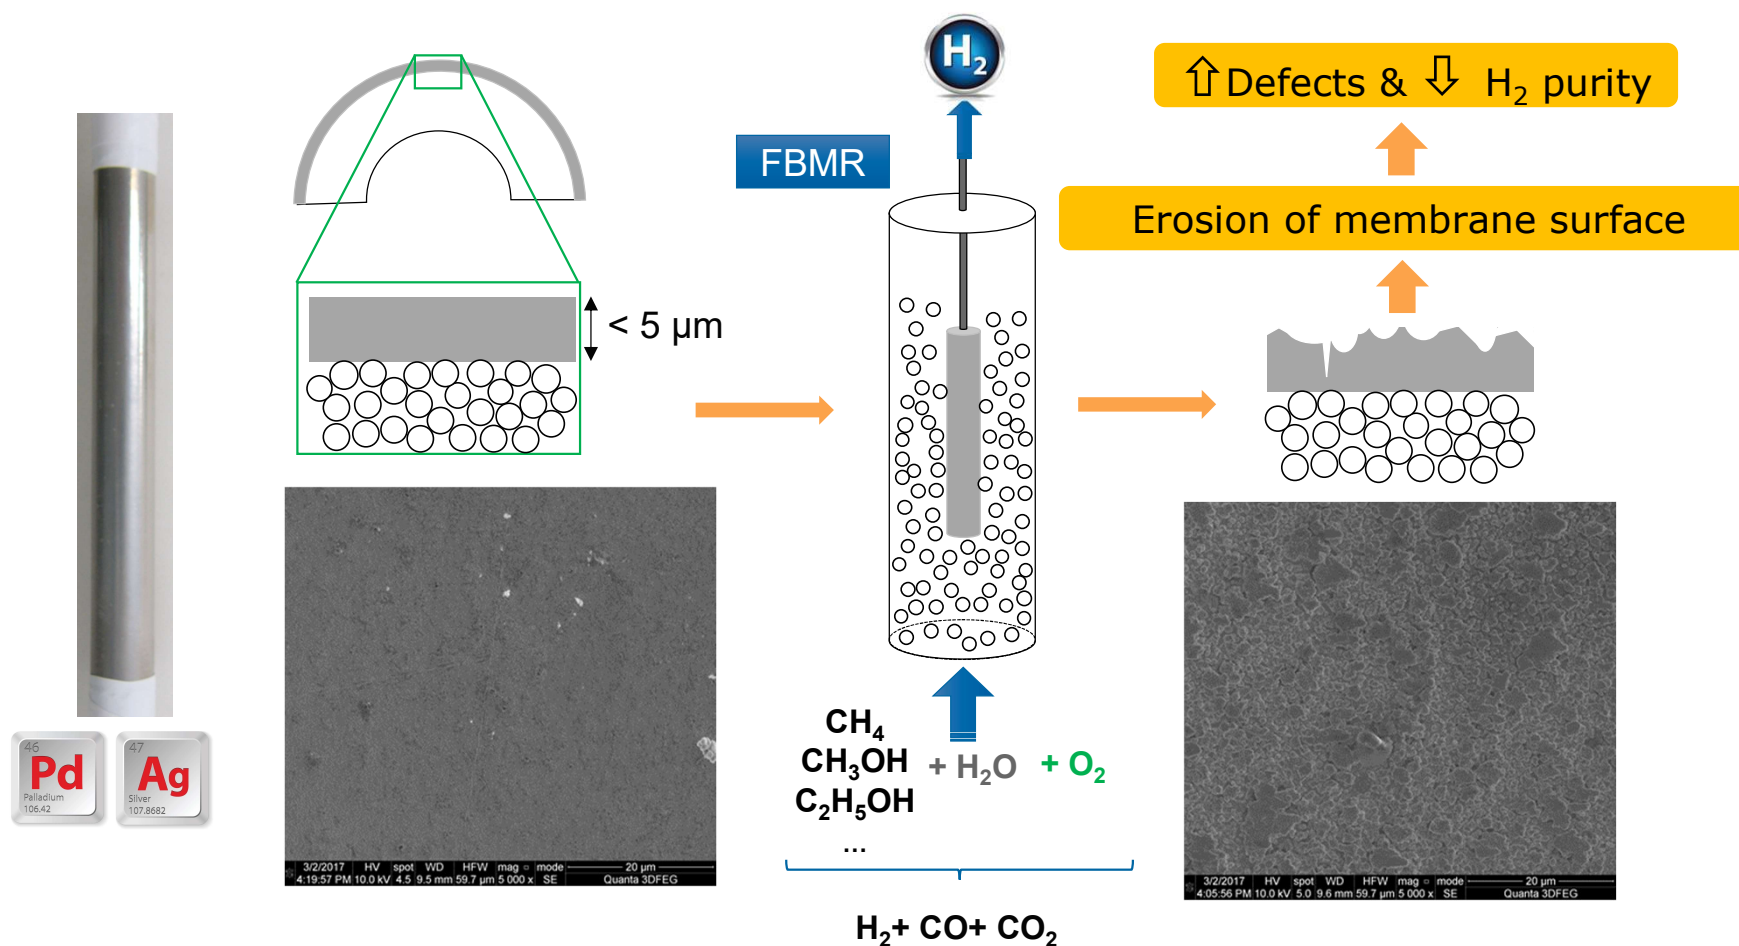 H2
⇧Defects & ⇩ H2 purity
FBMR
Erosion of membrane surface
< 5 µm
46
Pd
Palladium
106.42
47
Ag
Silver
107.8682
CH4
CH3OH
C2H5OH
...
+ H2O
+ O2
H2+ CO+ CO2
3/2/2017 HV spot WD HFW mag mode 20 µm
4:19:57 PM 10.0 kV 4.5 9.5 mm 59.7 µm 5 000 x SE Quanta 3DFEG
3/2/2017 HV spot WD HFW mag mode 20 µm
4:05:56 PM 10.0 kV 5.0 9.6 mm 59.7 µm 5 000 x SE Quanta 3DFEG